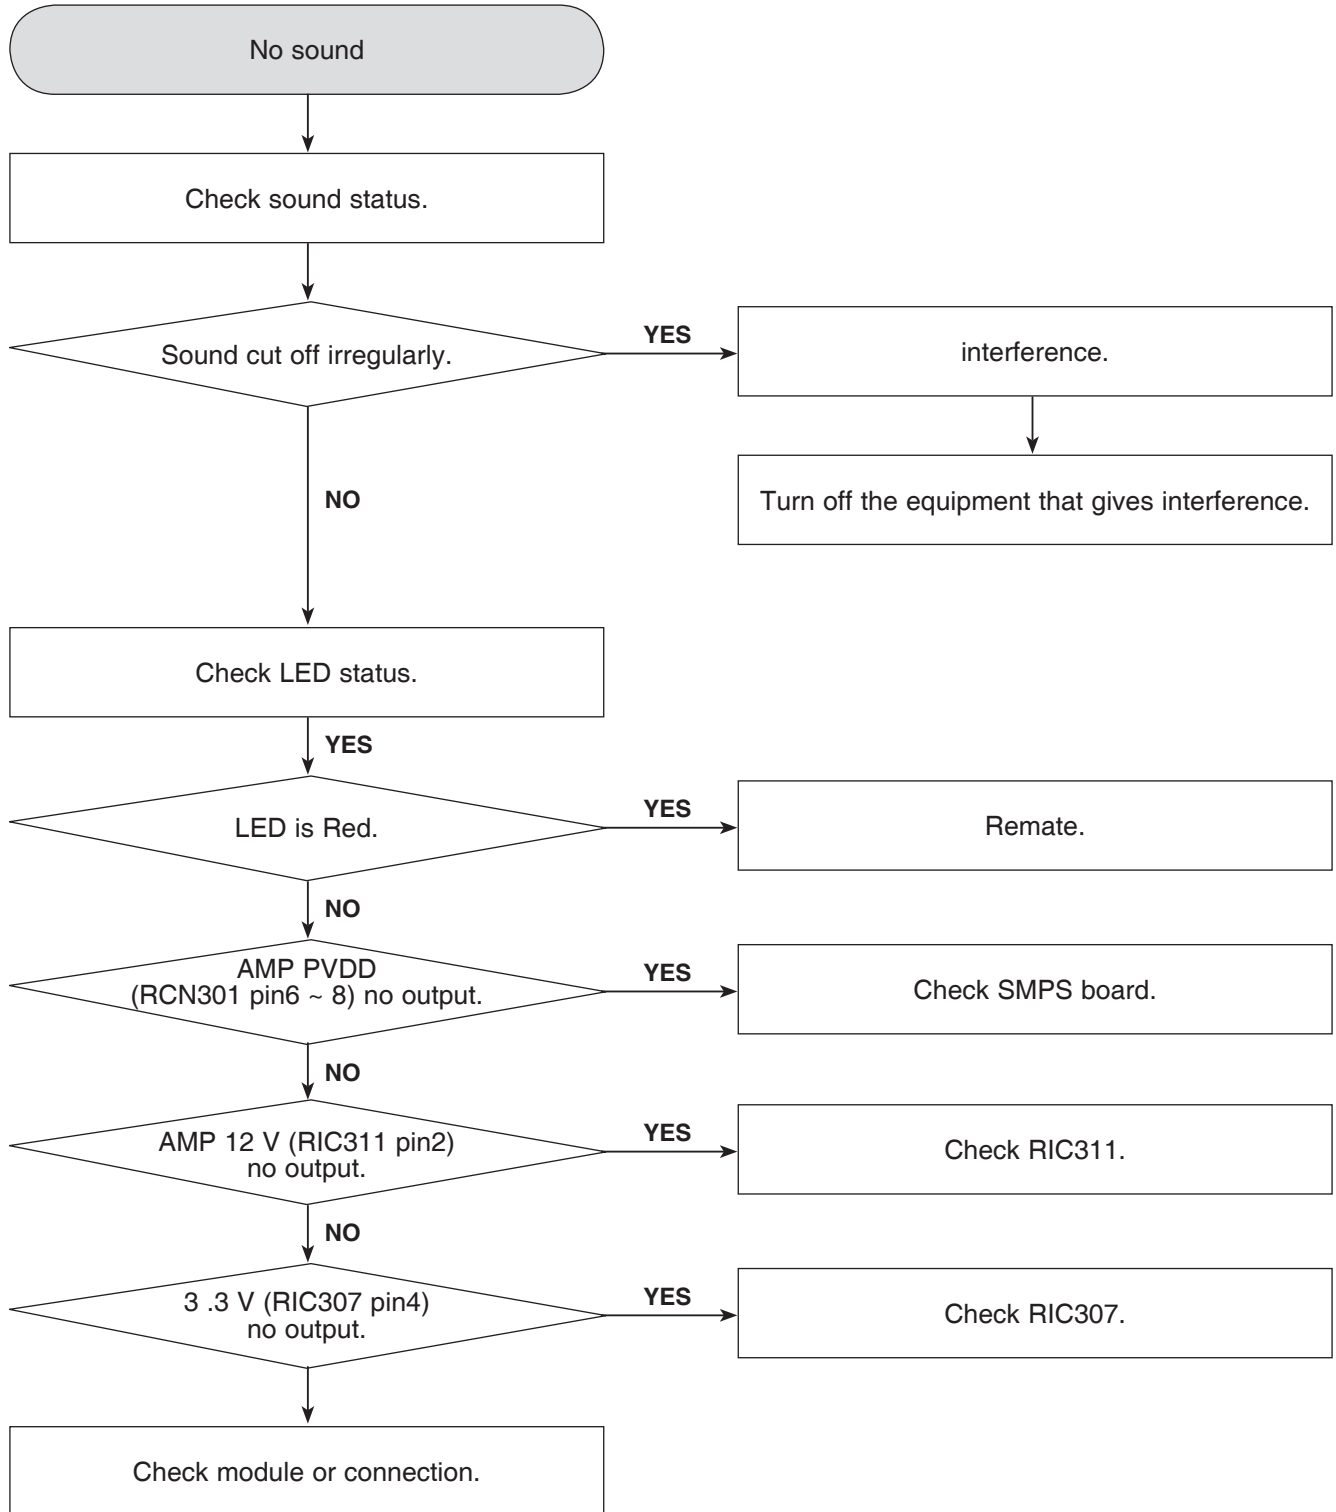 No sound
Check sound status.
Sound cut off irregularly.
YES
interference.
Turn off the equipment that gives interference.
NO
Check LED status.
YES
LED is Red.
YES
Remate.
NO
AMP PVDD
(RCN301 pin6 ~ 8) no output.
YES
Check SMPS board.
NO
AMP 12 V (RIC311 pin2)
no output.
YES
Check RIC311.
NO
3 .3 V (RIC307 pin4)
no output.
YES
Check RIC307.
Check module or connection.